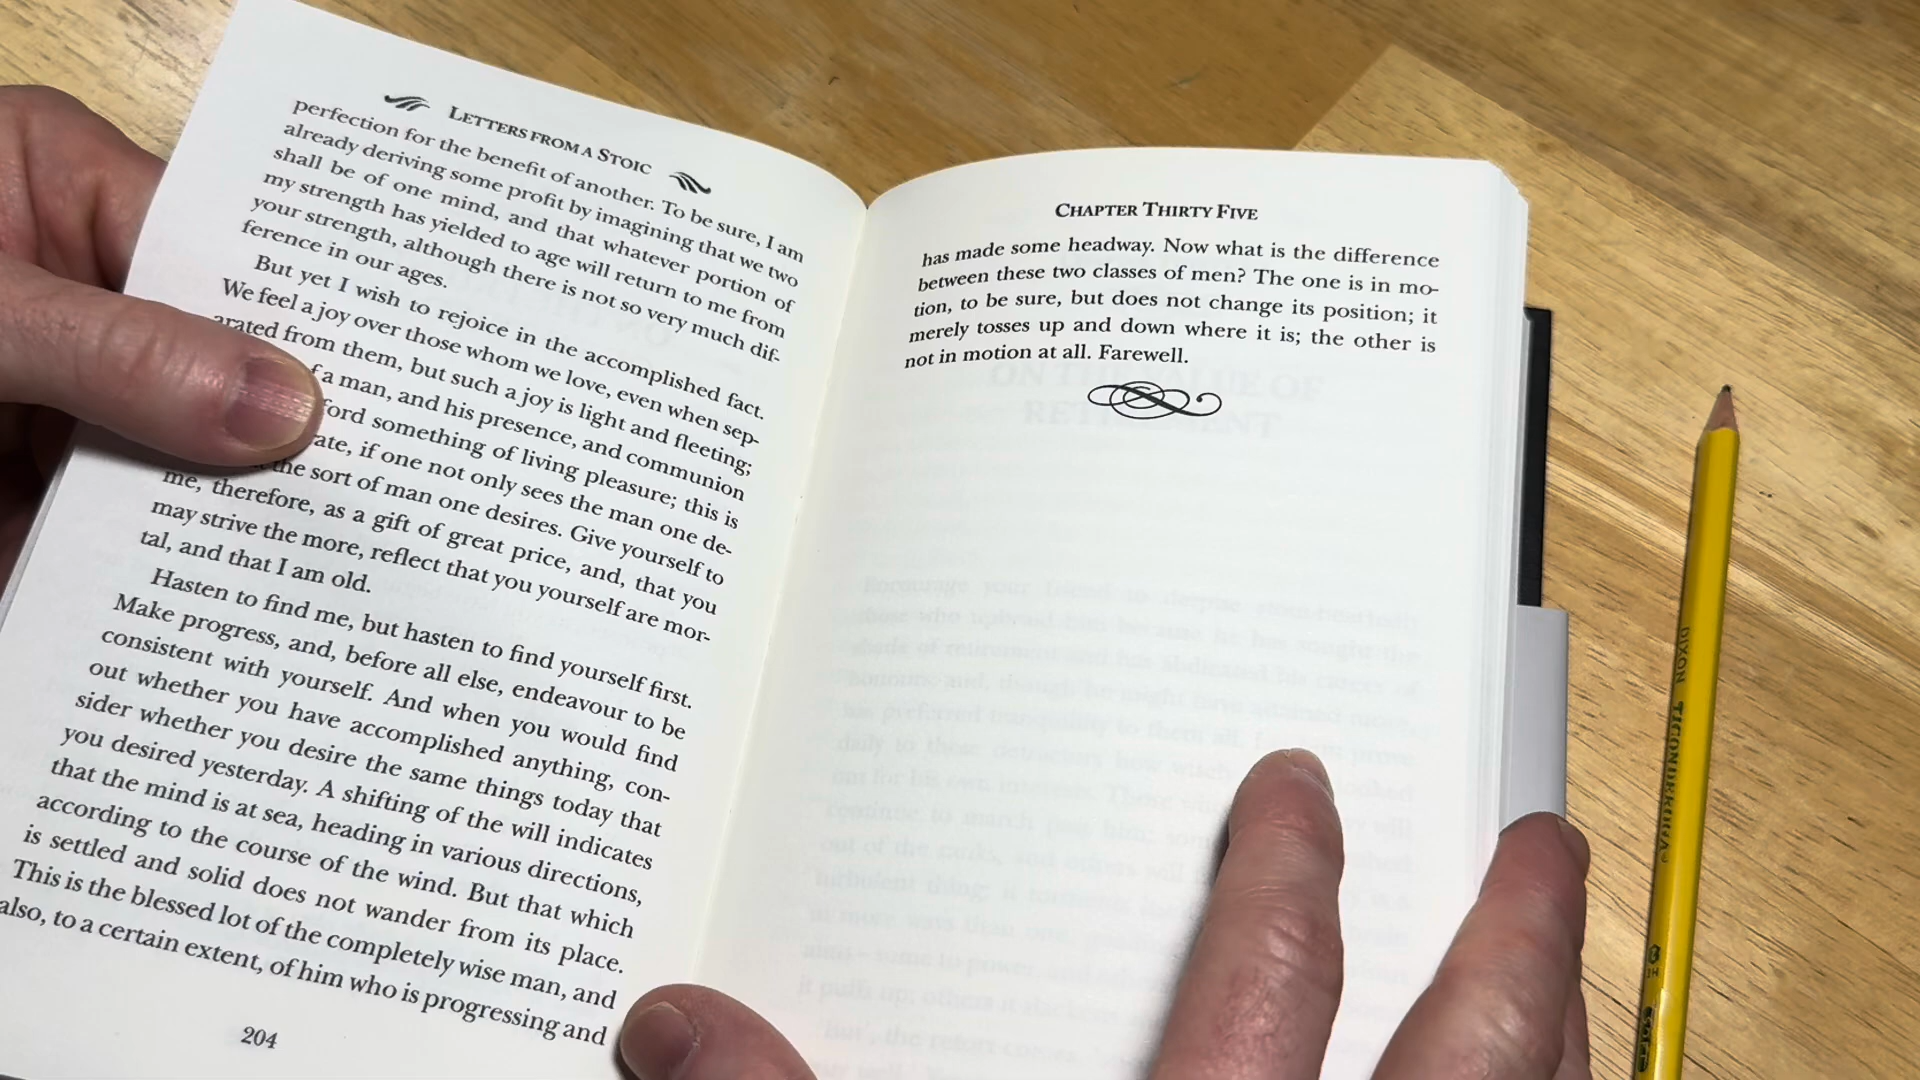 LETTERS FROM A STOIC
perfection for the benefit of another. To be sure, I am
already deriving some profit by imagining that we two
shall be of one mind, and that whatever portion of
my strength has yielded to age will return to me from
your strength, although there is not so very much dif-
ference in our ages.
But yet I wish to rejoice in the accomplished fact.
We feel a joy over those whom we love, even when sep-
arated from them, but such a joy is light and fleeting;
a man, and his presence, and communion
ford something of living pleasure; this is
ate, if one not only sees the man one de-
the sort of man one desires. Give yourself to
me, therefore, as a gift of great price, and, that you
may strive the more, reflect that you yourself are mor-
tal, and that I am old.
Hasten to find me, but hasten to find yourself first.
Make progress, and, before all else, endeavour to be
consistent with yourself. And when you would find
out whether you have accomplished anything, con-
sider whether you desire the same things today that
you desired yesterday. A shifting of the will indicates
that the mind is at sea, heading in various directions,
according to the course of the wind. But that which
is settled and solid does not wander from its place.
This is the blessed lot of the completely wise man, and
also, to a certain extent, of him who is progressing and
204
CHAPTER THIRTY FIVE
has made some headway. Now what is the difference
between these two classes of men? The one is in mo-
tion, to be sure, but does not change its position; it
merely tosses up and down where it is; the other is
not in motion at all. Farewell.
ON THE VALUE OF
RETIREMENT
DIXON TICONDEROGA®